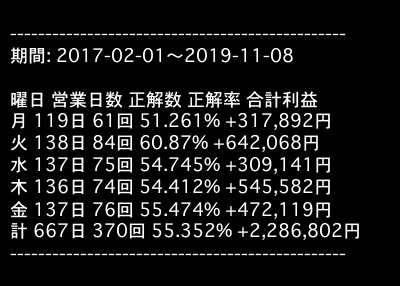 ------------------------------------------------
期間: 2017-02-01～2019-11-08
曜日 営業日数 正解数 正解率 合計利益
月 119日 61回 51.261% +317,892円
火 138日 84回 60.87% +642,068円
水 137日 75回 54.745% +309,141円
木 136日 74回 54.412% +545,582円
金 137日 76回 55.474% +472,119円
計 667日 370回 55.352% +2,286,802円
------------------------------------------------